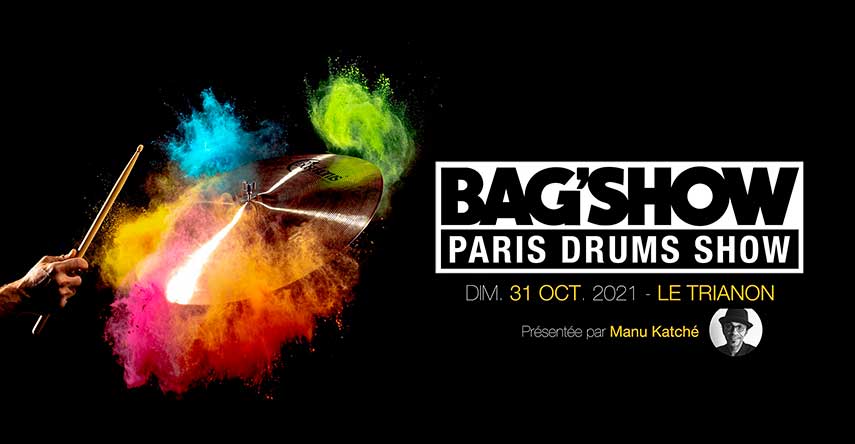 BAG'SHOW
PARIS DRUMS SHOW
DIM. 31 OCT. 2021 - LE TRIANON
Présentée par Manu Katché